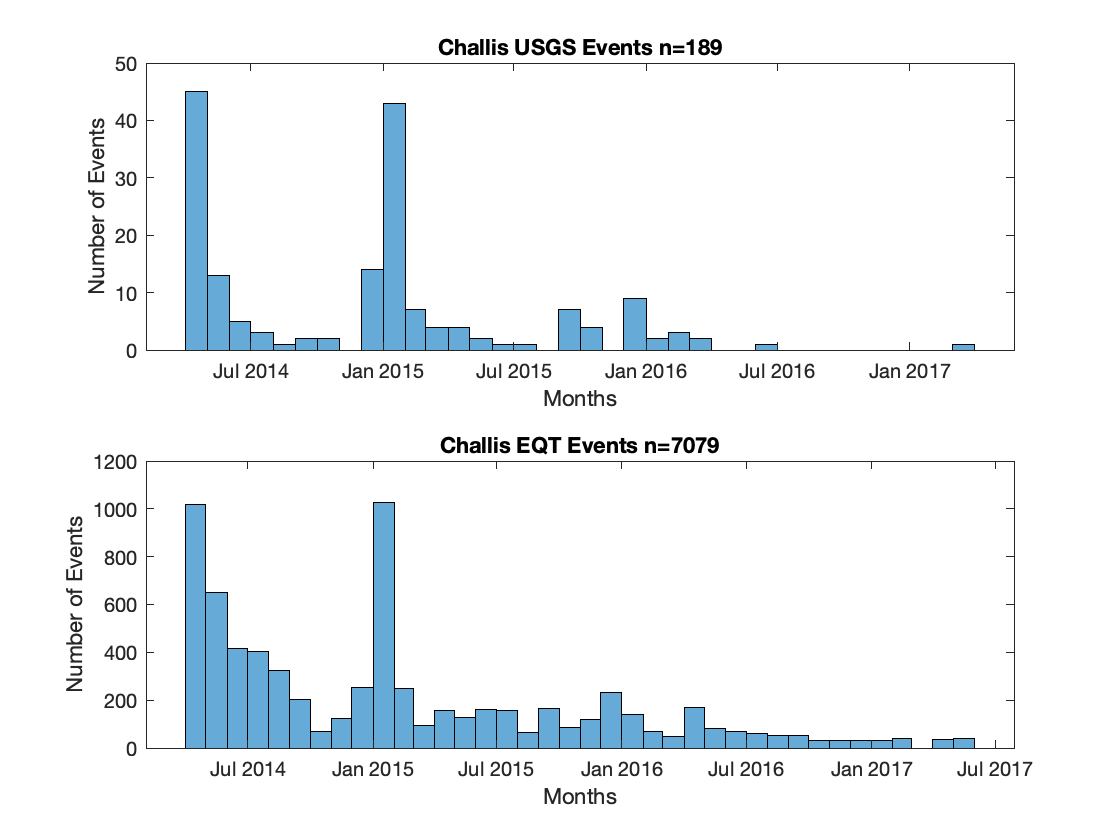 Challis USGS Events n=189
50
40
30
20
10
0
Number of Events
Jul 2014 Jan 2015 Jul 2015 Jan 2016 Jul 2016 Jan 2017
Months
Challis EQT Events n=7079
1200
1000
800
600
400
200
0
Number of Events
Jul 2014 Jan 2015 Jul 2015 Jan 2016 Jul 2016 Jan 2017 Jul 2017
Months